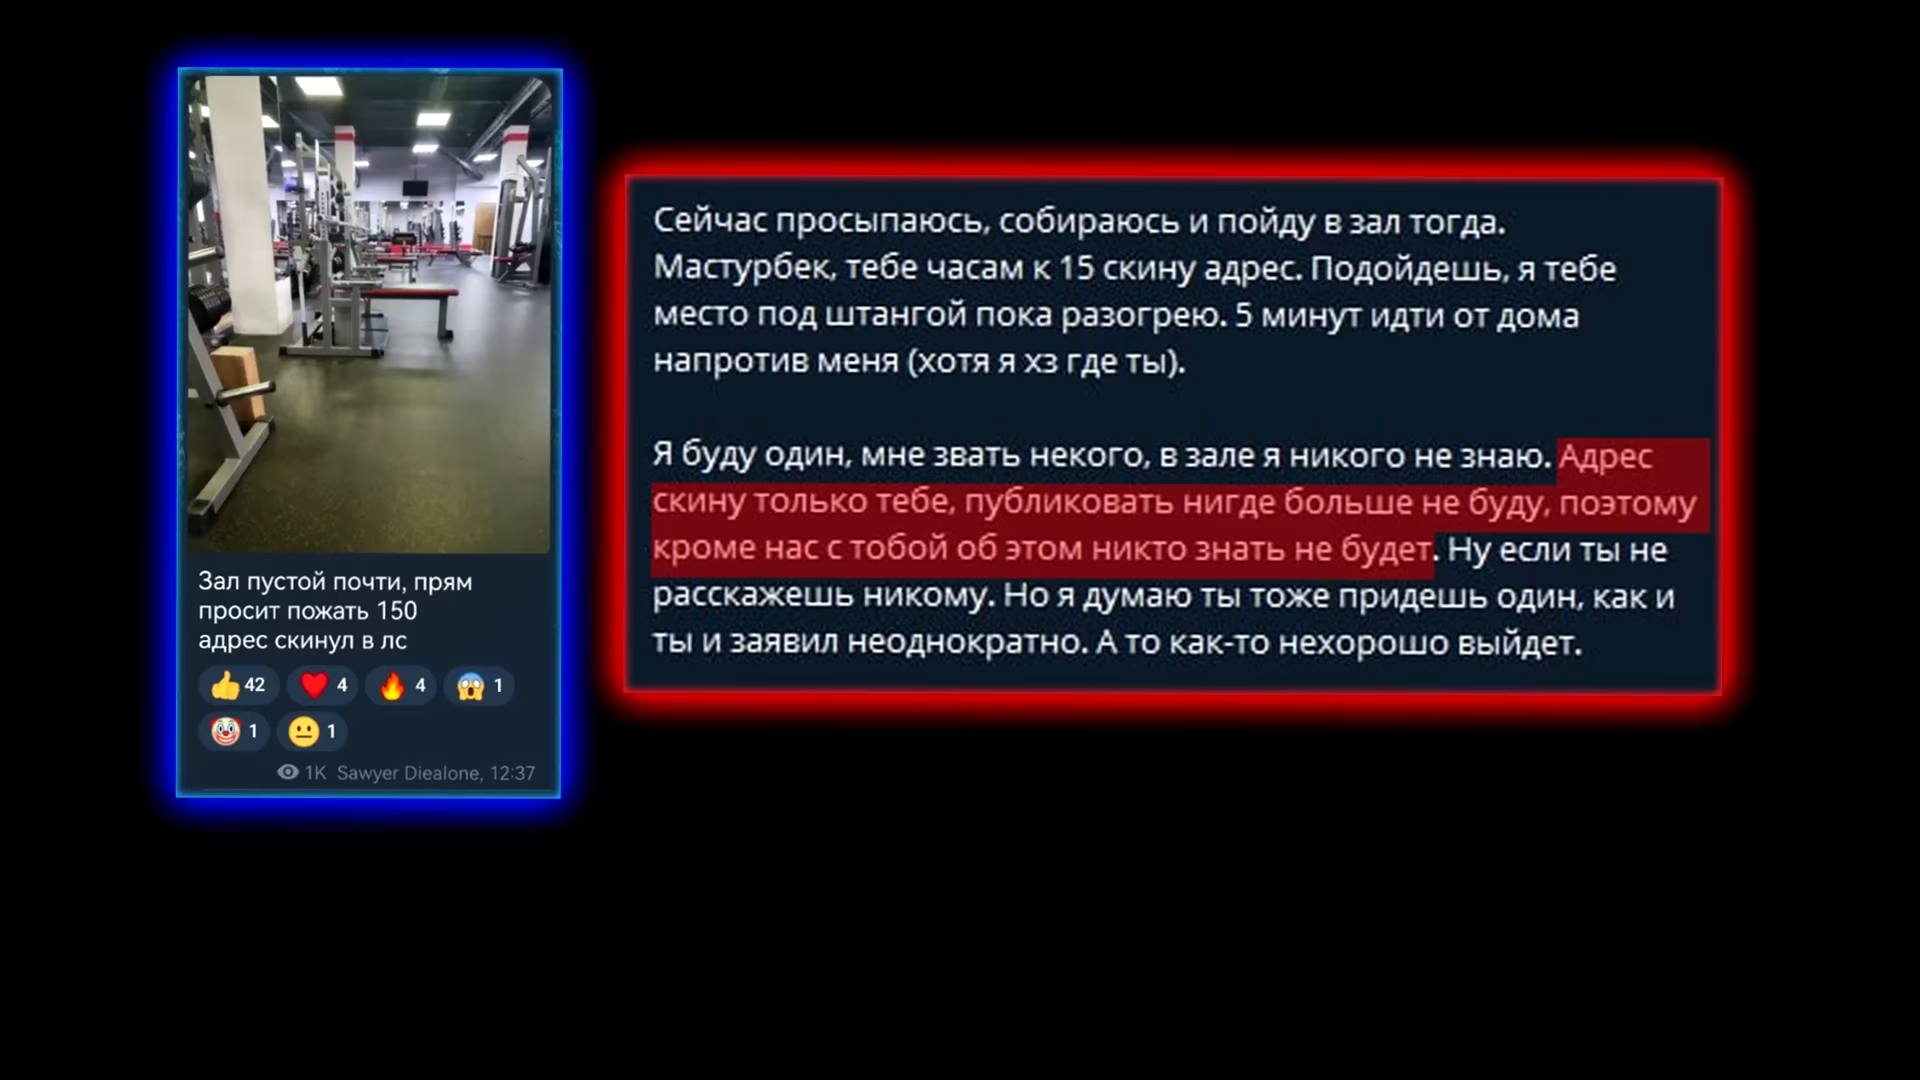 Зал пустой почти, прям
просит пожать 150
адрес скинул в лс
👍 42 ❤️ 4 🔥 4 😱 1
🤡 1 😐 1
1K Sawyer Diealone, 12:37
Сейчас просыпаюсь, собираюсь и пойду в зал тогда.
Мастурбек, тебе часам к 15 скину адрес. Подойдешь, я тебе
место под штангой пока разогрею. 5 минут идти от дома
напротив меня (хотя я хз где ты).
Я буду один, мне звать некого, в зале я никого не знаю. Адрес
скину только тебе, публиковать нигде больше не буду, поэтому
кроме нас с тобой об этом никто знать не будет. Ну если ты не
расскажешь никому. Но я думаю ты тоже придешь один, как и
ты и заявил неоднократно. А то как-то нехорошо выйдет.